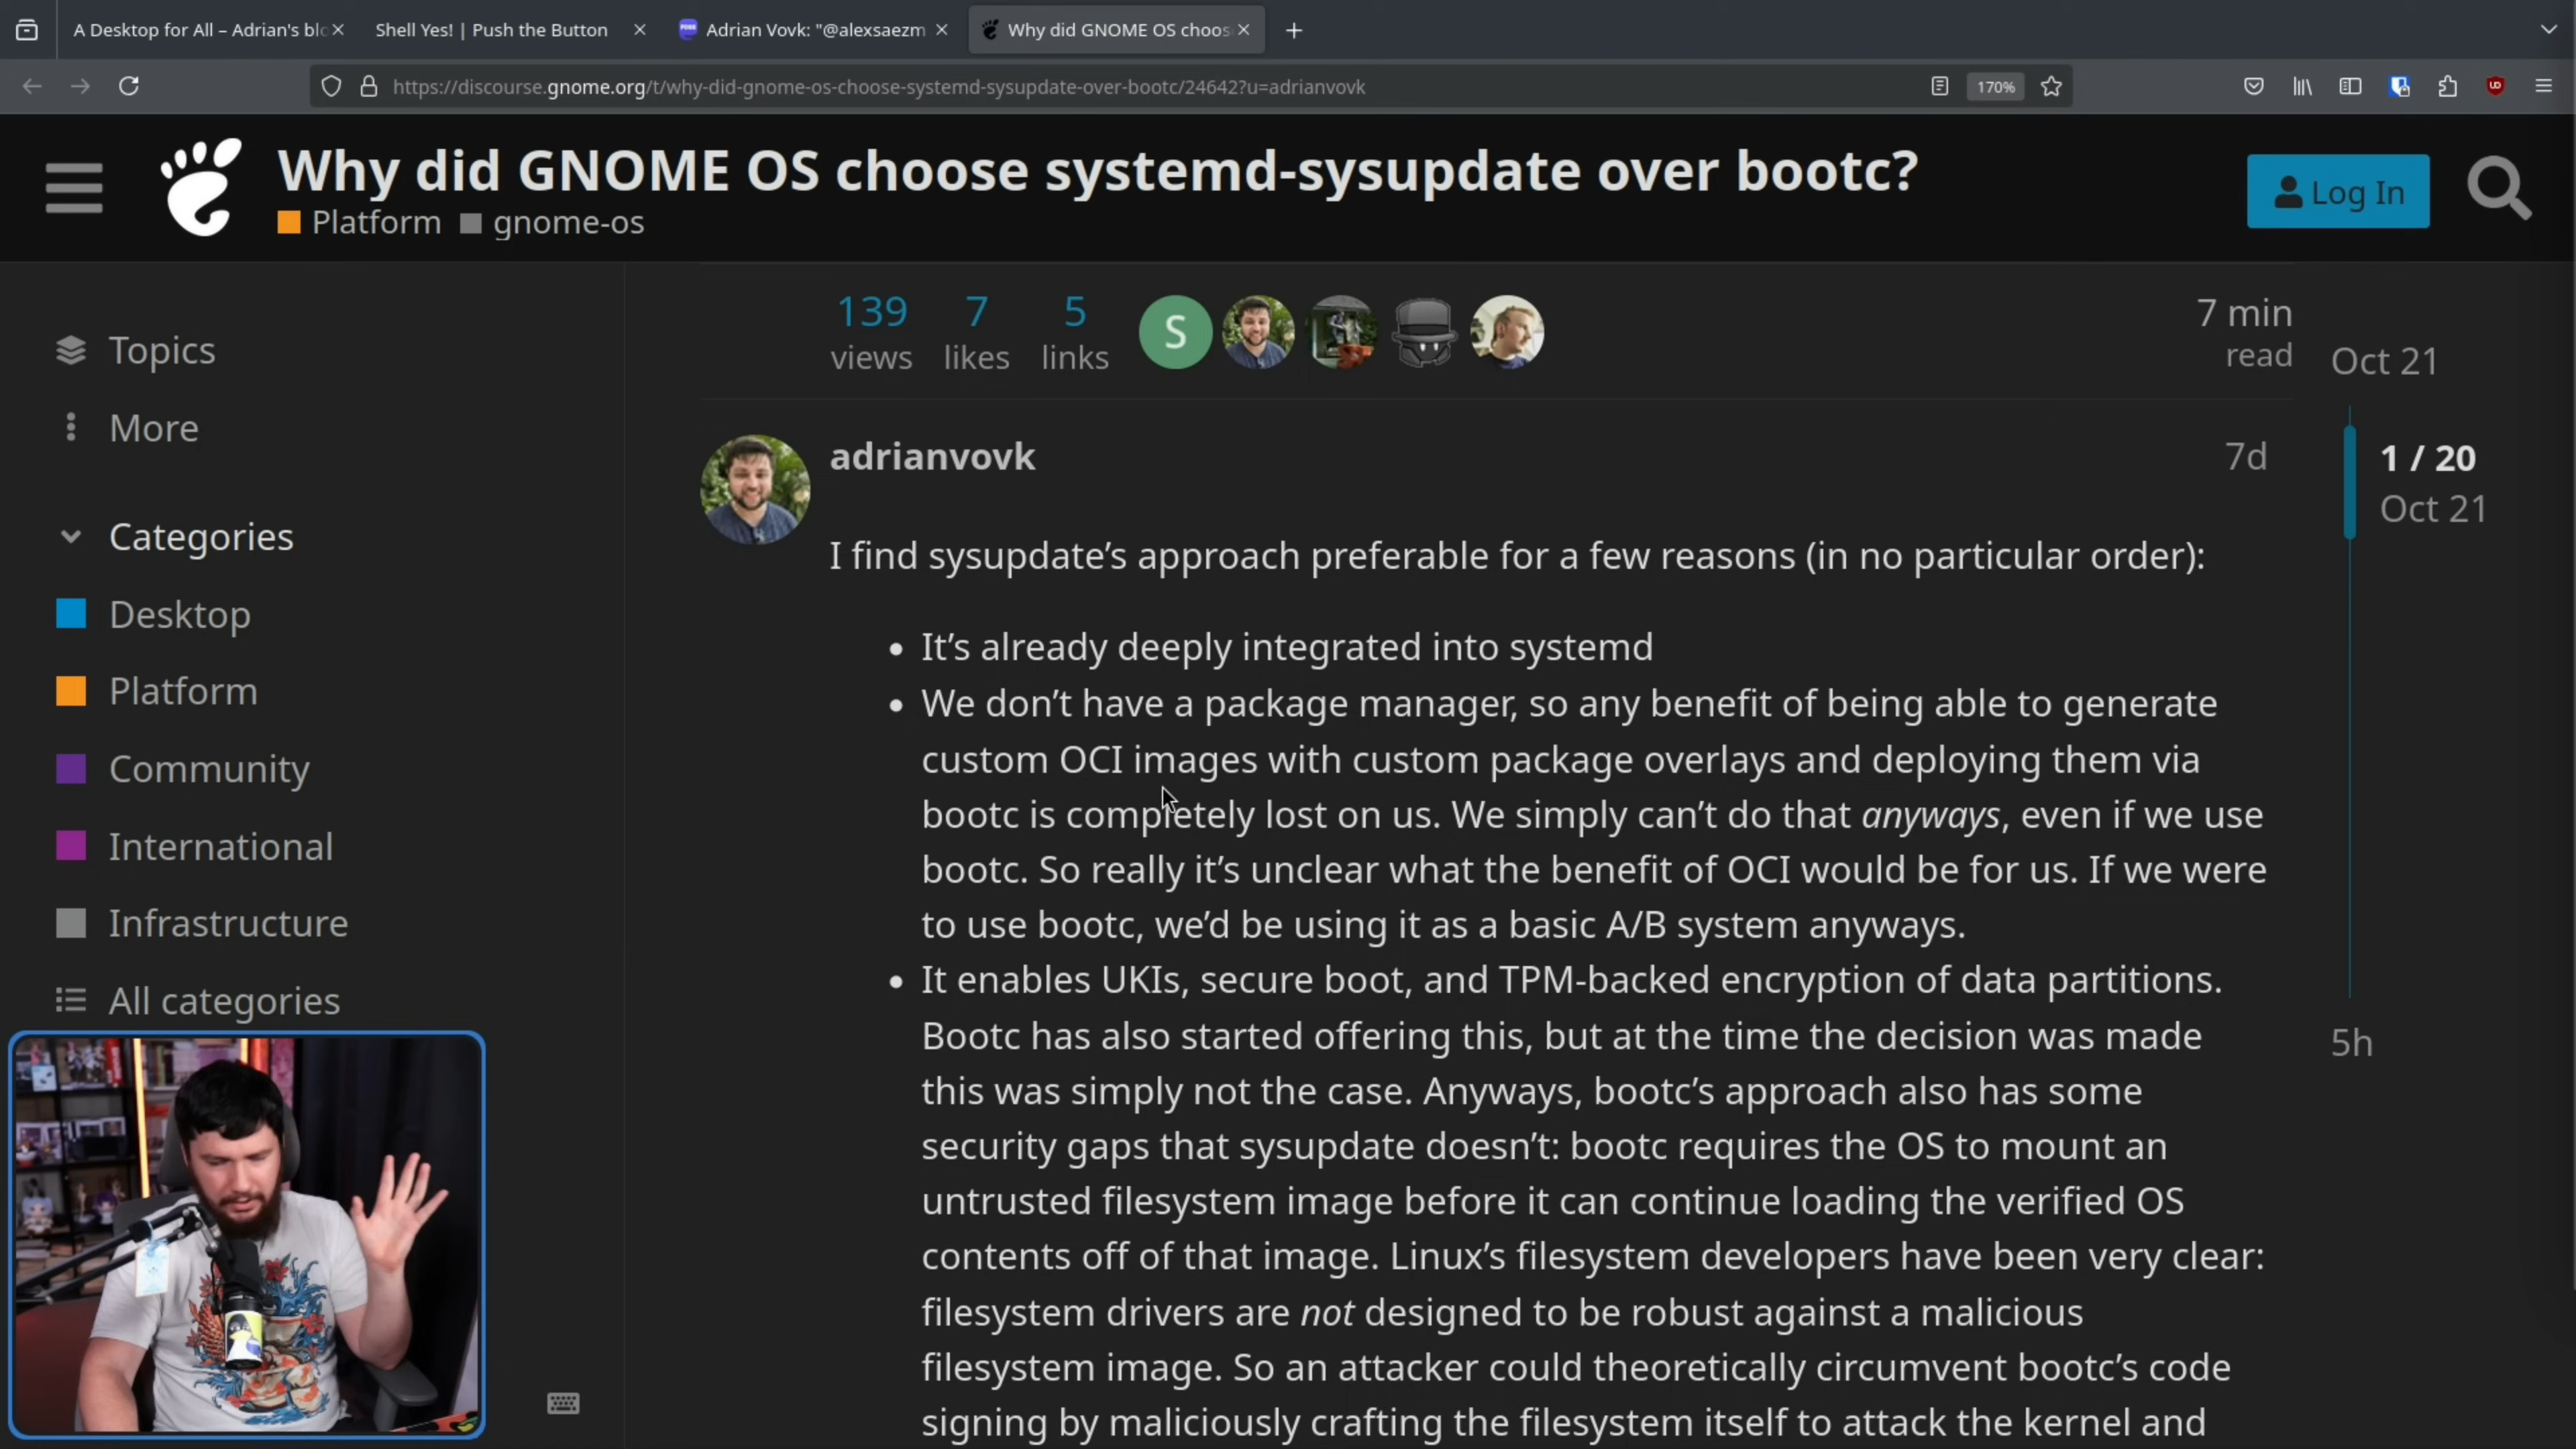 A Desktop for All – Adrian's blo
Shell Yes! | Push the Button
Adrian Vovk: "@alexsaezm
Why did GNOME OS choos
https://discourse.gnome.org/t/why-did-gnome-os-choose-systemd-sysupdate-over-bootc/24642?u=adrianvovk
170%
Why did GNOME OS choose systemd-sysupdate over bootc?
Platform gnome-os
Log In
Topics
More
Categories
Desktop
Platform
Community
International
Infrastructure
All categories
139 views
7 likes
5 links
S
7 min read
Oct 21
1 / 20
Oct 21
5h
adrianvovk
7d
I find sysupdate's approach preferable for a few reasons (in no particular order):
• It's already deeply integrated into systemd
• We don't have a package manager, so any benefit of being able to generate
custom OCI images with custom package overlays and deploying them via
bootc is completely lost on us. We simply can't do that anyways, even if we use
bootc. So really it's unclear what the benefit of OCI would be for us. If we were
to use bootc, we'd be using it as a basic A/B system anyways.
• It enables UKIs, secure boot, and TPM-backed encryption of data partitions.
Bootc has also started offering this, but at the time the decision was made
this was simply not the case. Anyways, bootc's approach also has some
security gaps that sysupdate doesn't: bootc requires the OS to mount an
untrusted filesystem image before it can continue loading the verified OS
contents off of that image. Linux's filesystem developers have been very clear:
filesystem drivers are not designed to be robust against a malicious
filesystem image. So an attacker could theoretically circumvent bootc's code
signing by maliciously crafting the filesystem itself to attack the kernel and